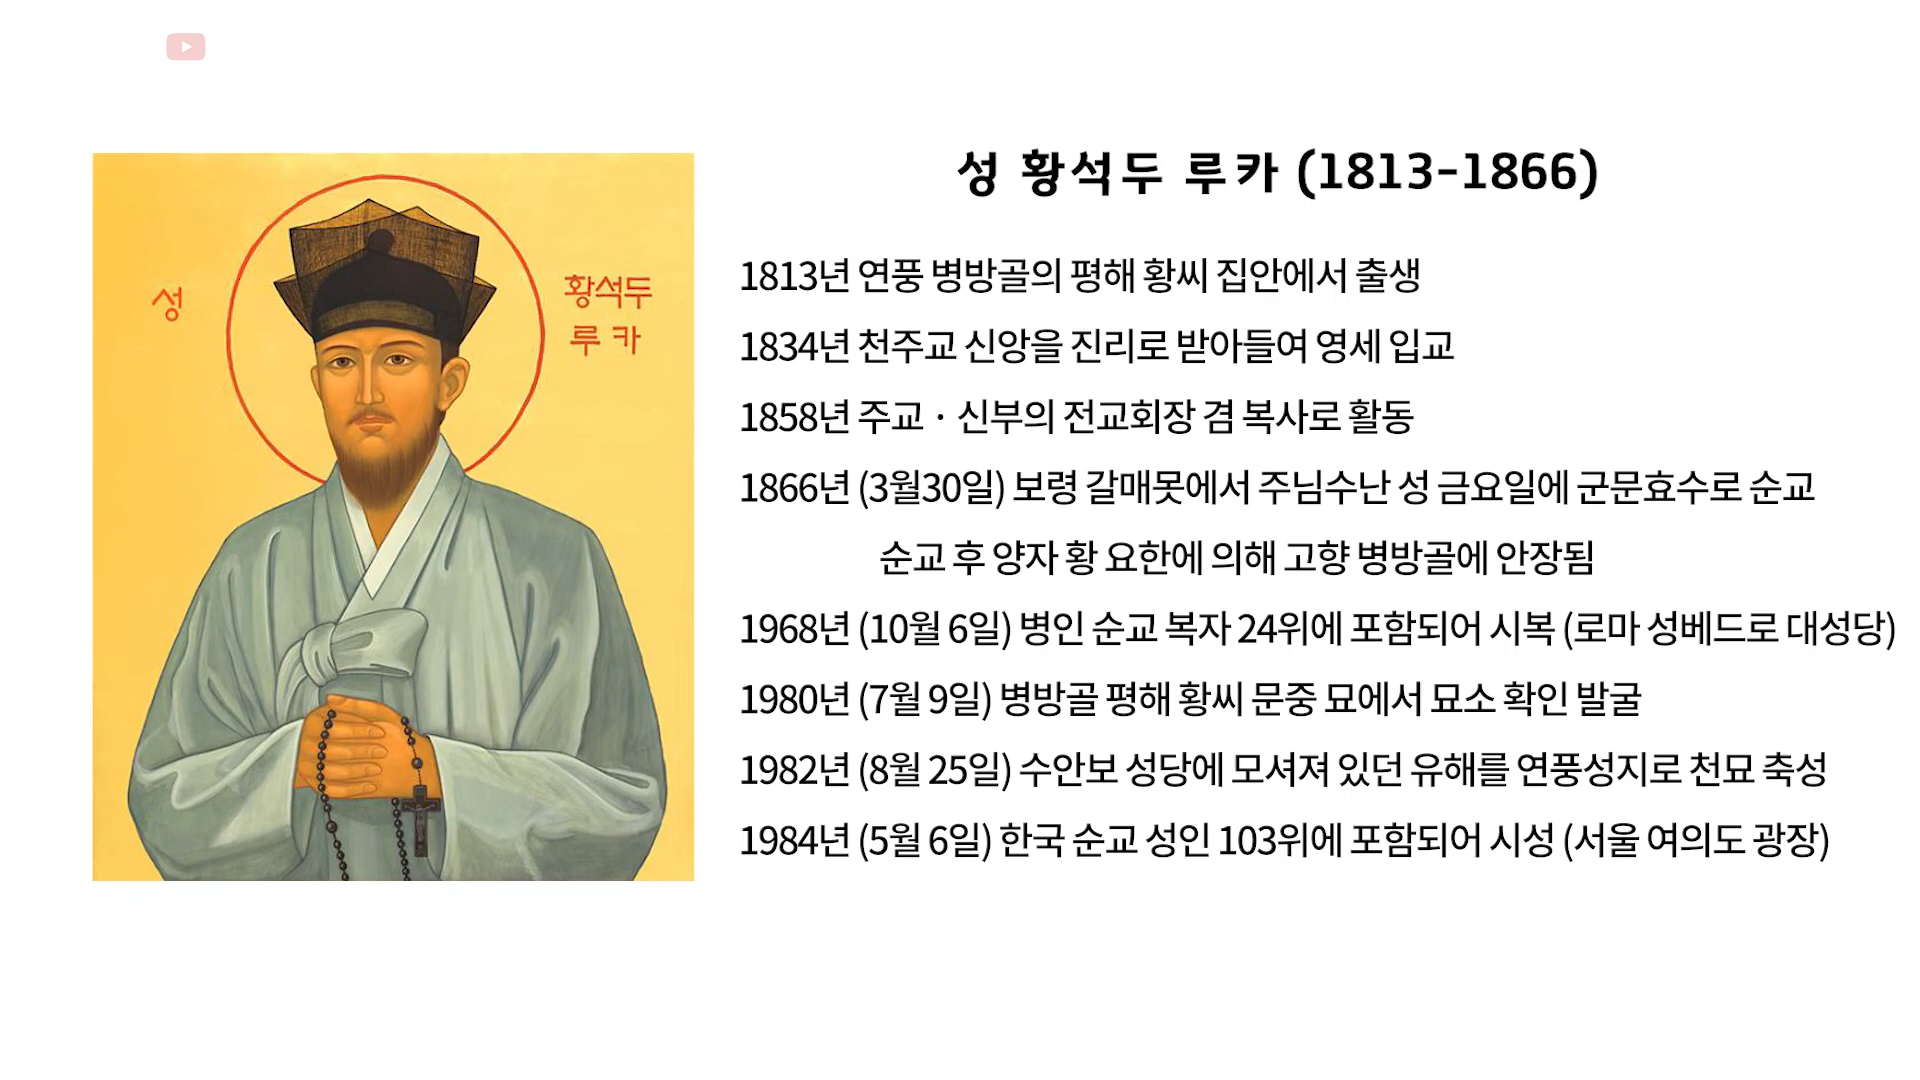 성 황석두 루카 (1813-1866)
성
황석두
루 카
1813년 연풍 병방골의 평해 황씨 집안에서 출생
1834년 천주교 신앙을 진리로 받아들여 영세 입교
1858년 주교 · 신부의 전교회장 겸 복사로 활동
1866년 (3월30일) 보령 갈매못에서 주님수난 성 금요일에 군문효수로 순교
순교 후 양자 황 요한에 의해 고향 병방골에 안장됨
1968년 (10월 6일) 병인 순교 복자 24위에 포함되어 시복 (로마 성베드로 대성당)
1980년 (7월 9일) 병방골 평해 황씨 문중 묘에서 묘소 확인 발굴
1982년 (8월 25일) 수안보 성당에 모셔져 있던 유해를 연풍성지로 천묘 축성
1984년 (5월 6일) 한국 순교 성인 103위에 포함되어 시성 (서울 여의도 광장)